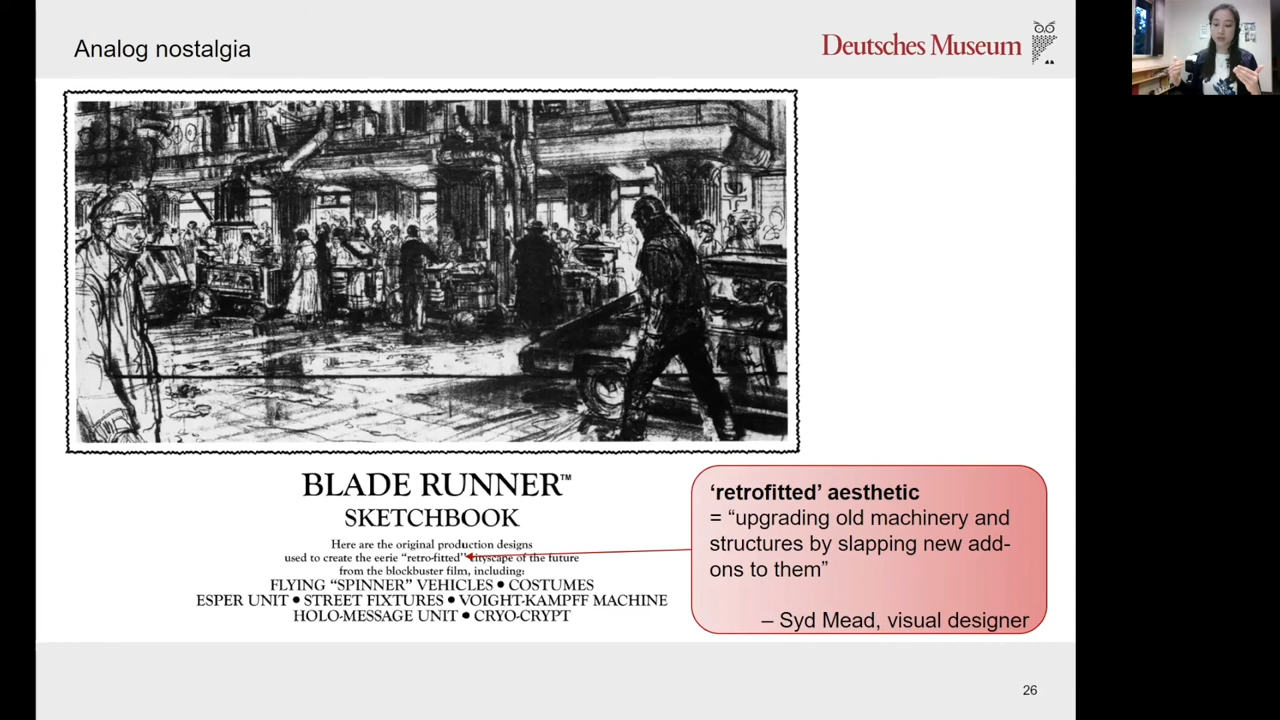 Analog nostalgia
Deutsches Museum
BLADE RUNNER™
SKETCHBOOK
Here are the original production designs
used to create the eerie “retro-fitted” cityscape of the future
from the blockbuster film, including:
FLYING “SPINNER” VEHICLES • COSTUMES
ESPER UNIT • STREET FIXTURES • VOIGHT-KAMPFF MACHINE
HOLO-MESSAGE UNIT • CRYO-CRYPT
‘retrofitted’ aesthetic
= “upgrading old machinery and
structures by slapping new add-
ons to them”
– Syd Mead, visual designer
26